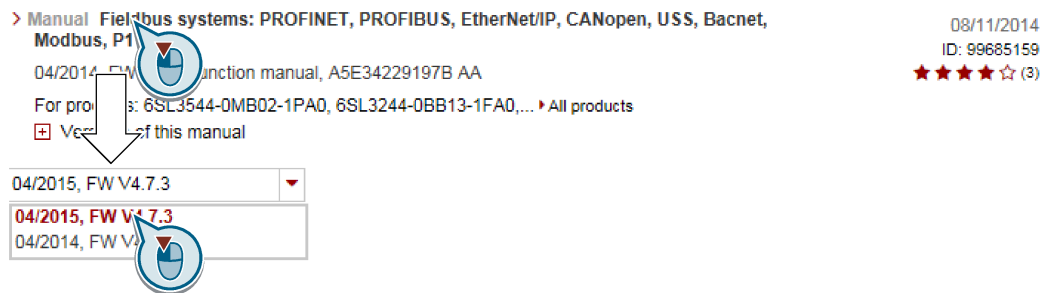 Manual Fieldbus systems: PROFINET, PROFIBUS, EtherNet/IP, CANopen, USS, Bacnet,
Modbus, P1
08/11/2014
ID: 99685159
(3)
04/2014, FW function manual, A5E34229197B AA
For 6SL3544-0MB02-1PA0, 6SL3244-0BB13-1FA0,... All products
of this manual
04/2015, FW V4.7.3
04/2015, FW V4.7.3
04/2014, FW